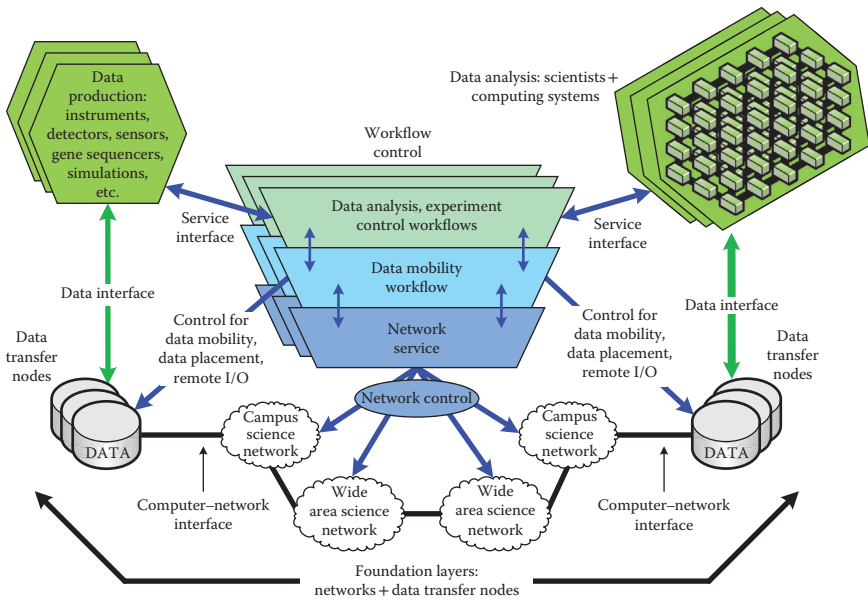 Data
production:
instruments,
detectors, sensors,
gene sequencers,
simulations,
etc.
Data analysis: scientists +
computing systems
Workflow
control
Data analysis, experiment
control workflows
Service
interface
Service
interface
Data mobility
workflow
Data interface
Data interface
Network
service
Control for
data mobility,
data placement,
remote I/O
Control for
data mobility,
data placement,
remote I/O
Data
transfer
nodes
Data
transfer
nodes
Network control
DATA
Campus
science
network
Campus
science
network
DATA
Computer–network
interface
Wide
area science
network
Wide
area science
network
Computer–network
interface
Foundation layers:
networks + data transfer nodes